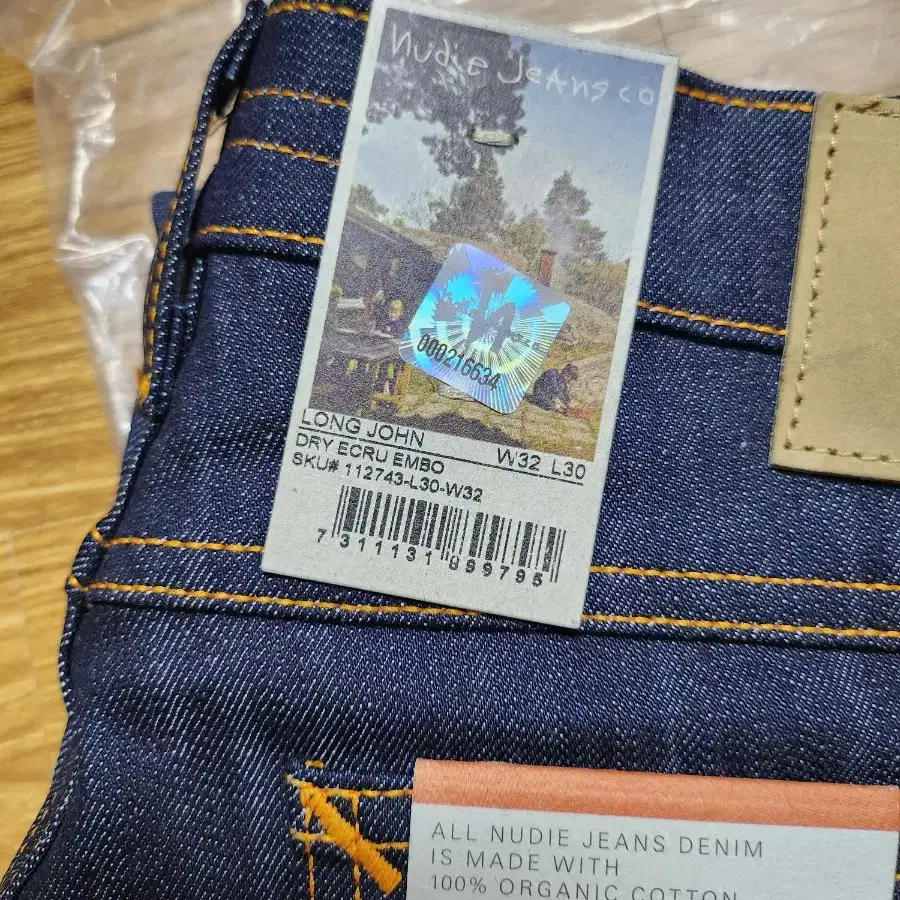 Nudie Jeans co
000216634
LONG JOHN
W32 L30
DRY ECRU EMBO
SKU# 112743-L30-W32
7 311131 899795
ALL NUDIE JEANS DENIM
IS MADE WITH
100% ORGANIC COTTON